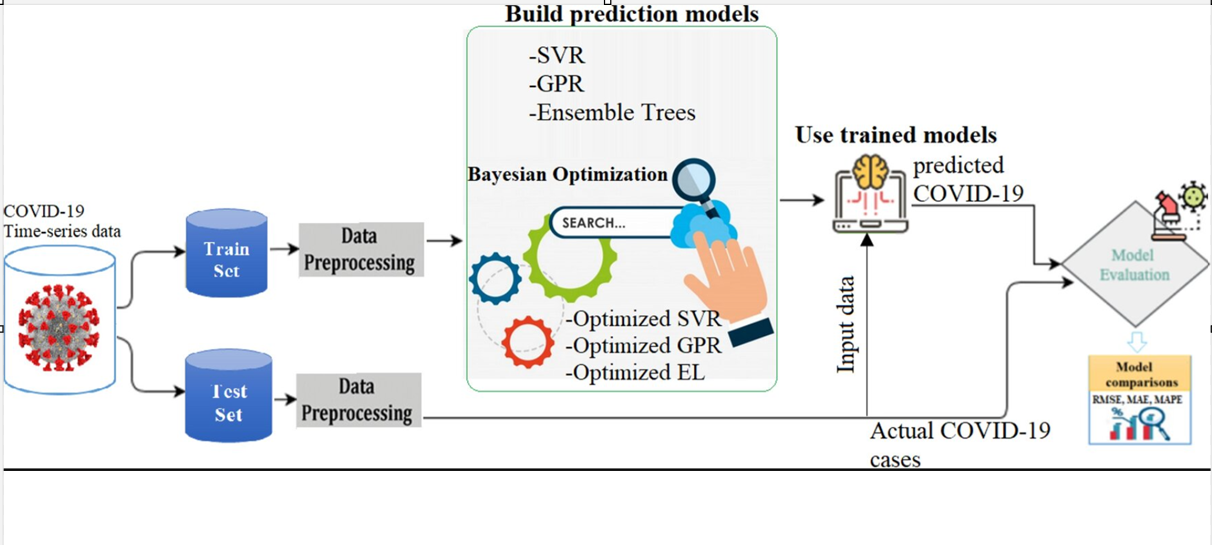 Build prediction models
-SVR
-GPR
-Ensemble Trees
Bayesian Optimization
SEARCH...
-Optimized SVR
-Optimized GPR
-Optimized EL
COVID-19
Time-series data
Train
Set
Data
Preprocessing
Test
Set
Data
Preprocessing
Use trained models
predicted
COVID-19
Input data
Actual COVID-19
cases
Model
Evaluation
Model
comparisons
RMSE, MAE, MAPE
%